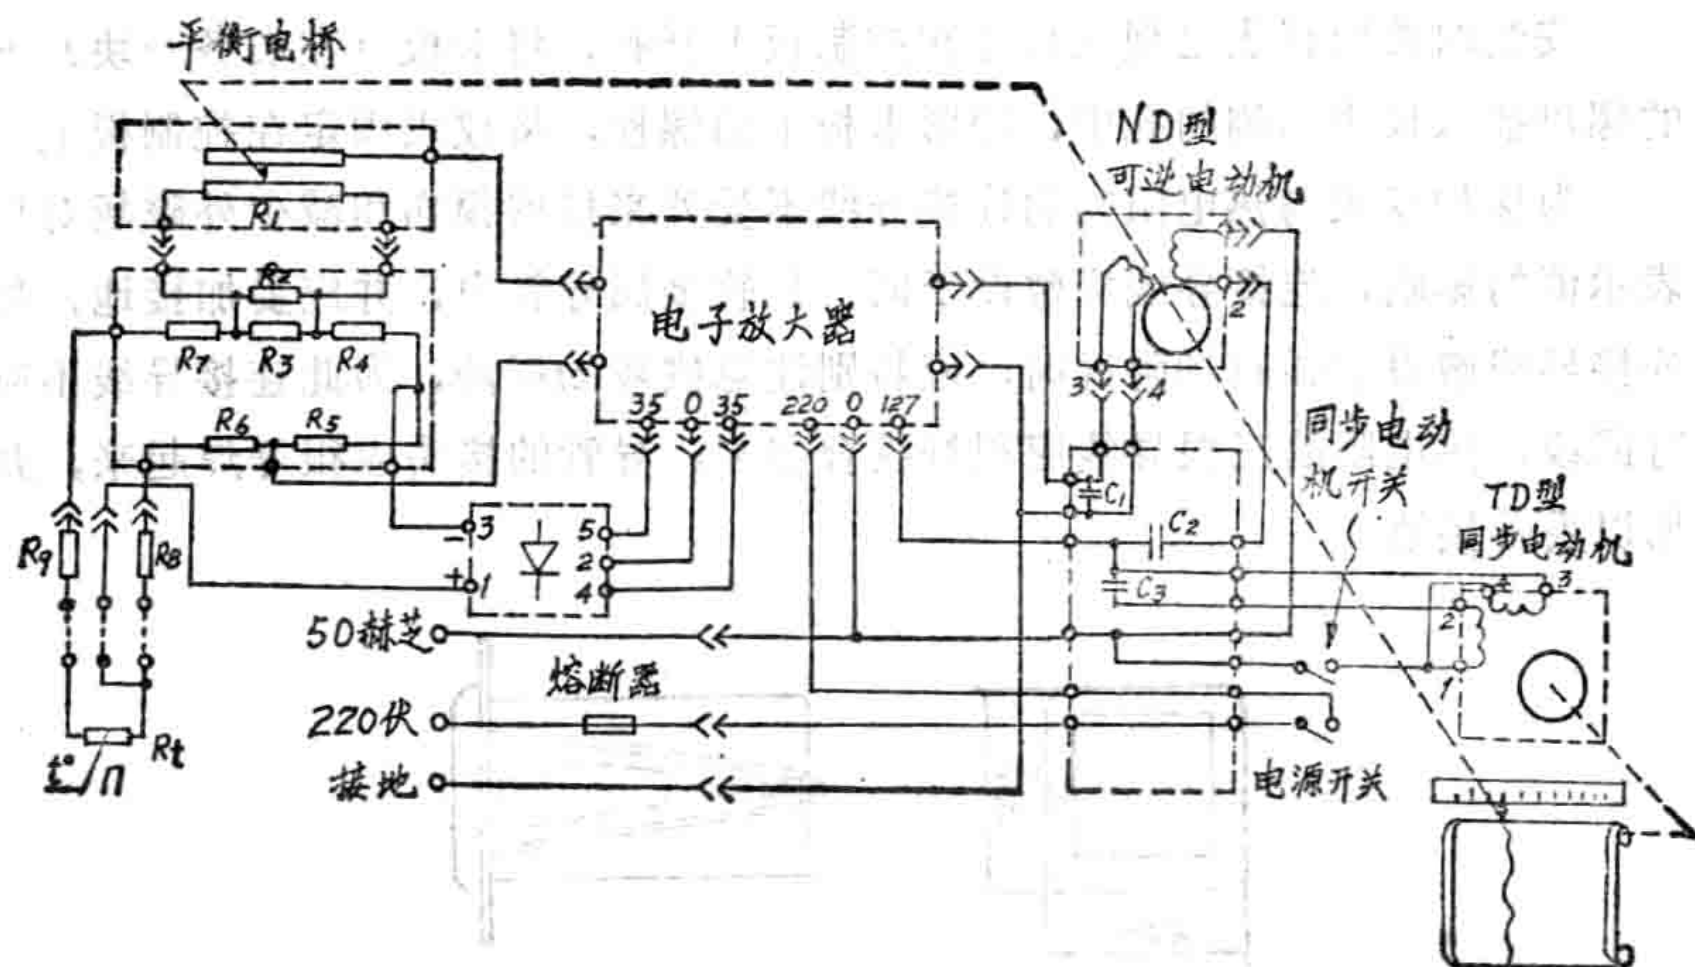 平衡电桥
R1
R2
R7
R3
R4
R6
R5
R9
R8
Rt
t°
3
1
5
2
4
-
+
电子放大器
35
0
35
220
0
127
50赫芝
熔断器
220伏
接地
ND型
可逆电动机
2
3
4
C1
C2
C3
同步电动
机开关
TD型
同步电动机
4
3
2
1
电源开关